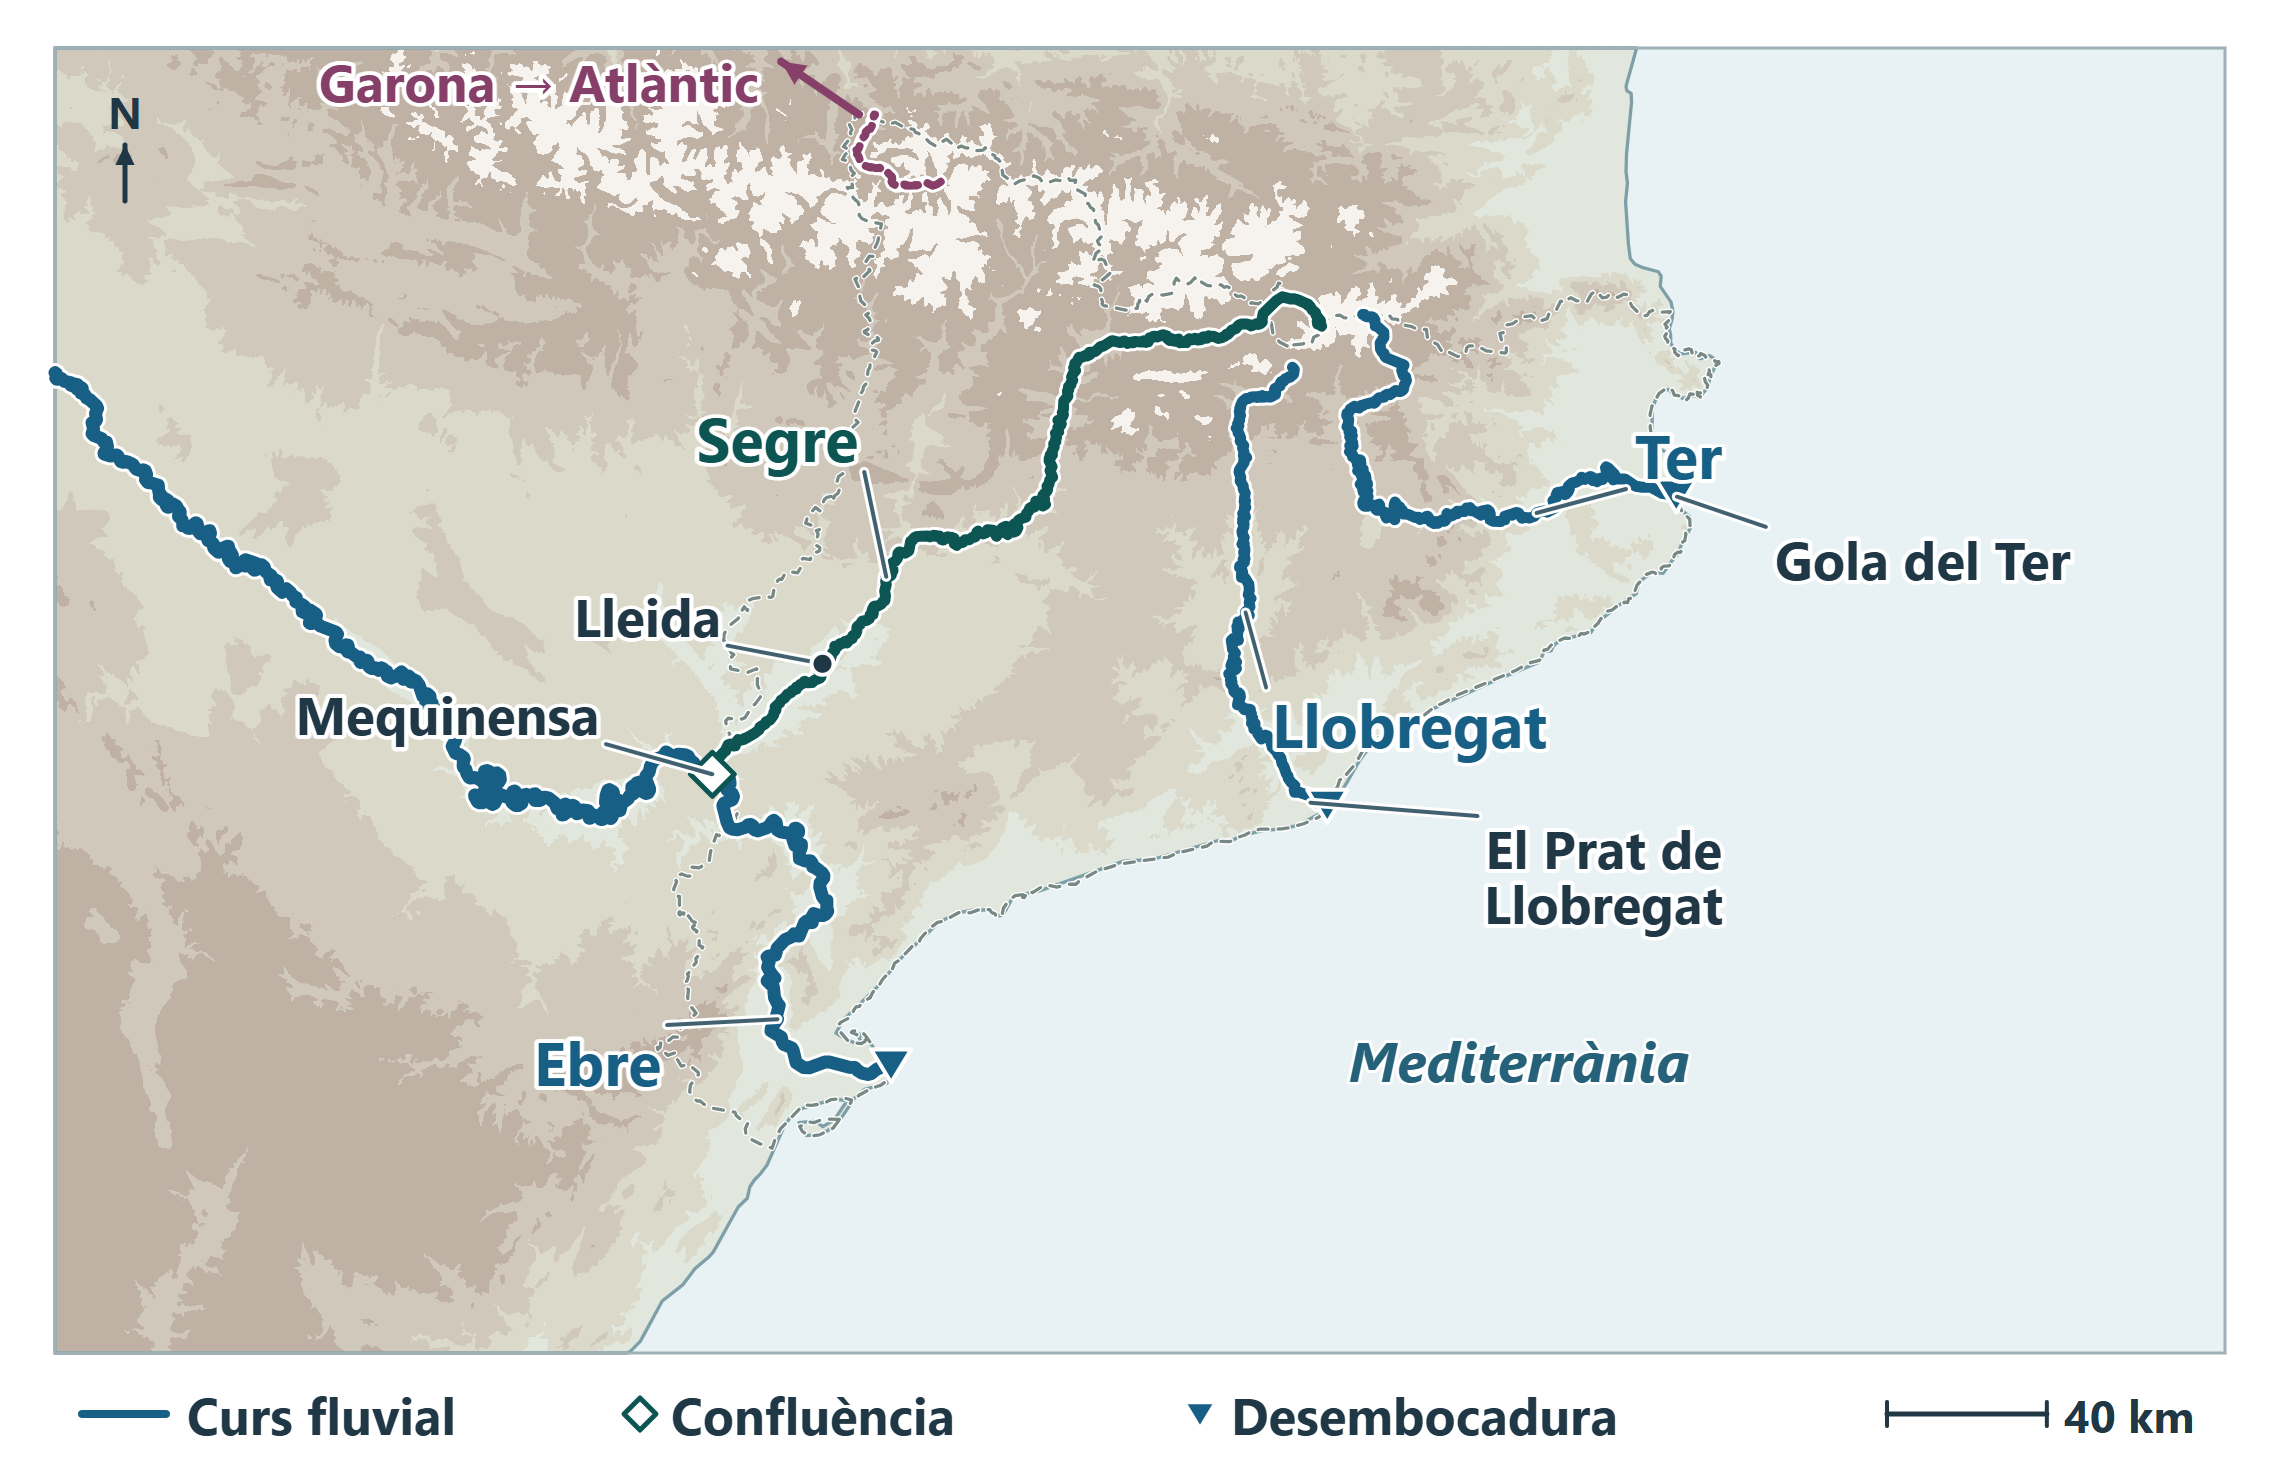 Garona → Atlàntic
N
Segre
Ter
Gola del Ter
Lleida
Mequinensa
Llobregat
El Prat de
Llobregat
Ebre
Mediterrània
Curs fluvial
Confluència
Desembocadura
40 km